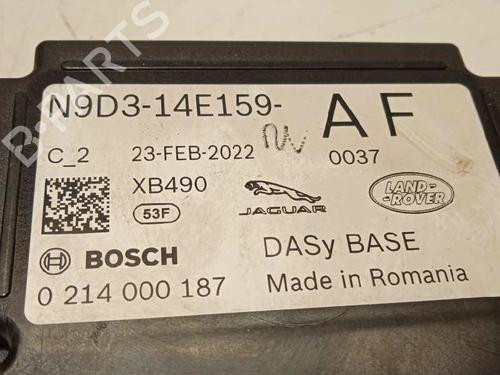 N9D3-14E159- AF
C_2 23-FEB-2022 0037
XB490
53F
JAGUAR LAND-ROVER
BOSCH DASy BASE
0 214 000 187 Made in Romania
B-PARTS